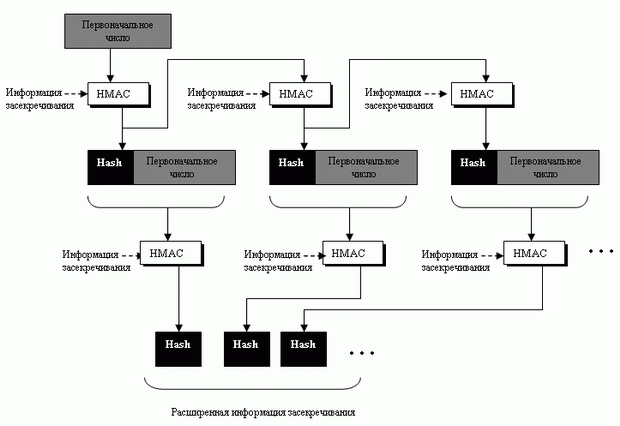 Первоначальное
число
Информация
засекречивания
HMAC
Информация
засекречивания
HMAC
Информация
засекречивания
HMAC
Hash
Первоначальное
число
Hash
Первоначальное
число
Hash
Первоначальное
число
Информация
засекречивания
HMAC
Информация
засекречивания
HMAC
Информация
засекречивания
HMAC
...
Hash
Hash
Hash
...
Расширенная информация засекречивания